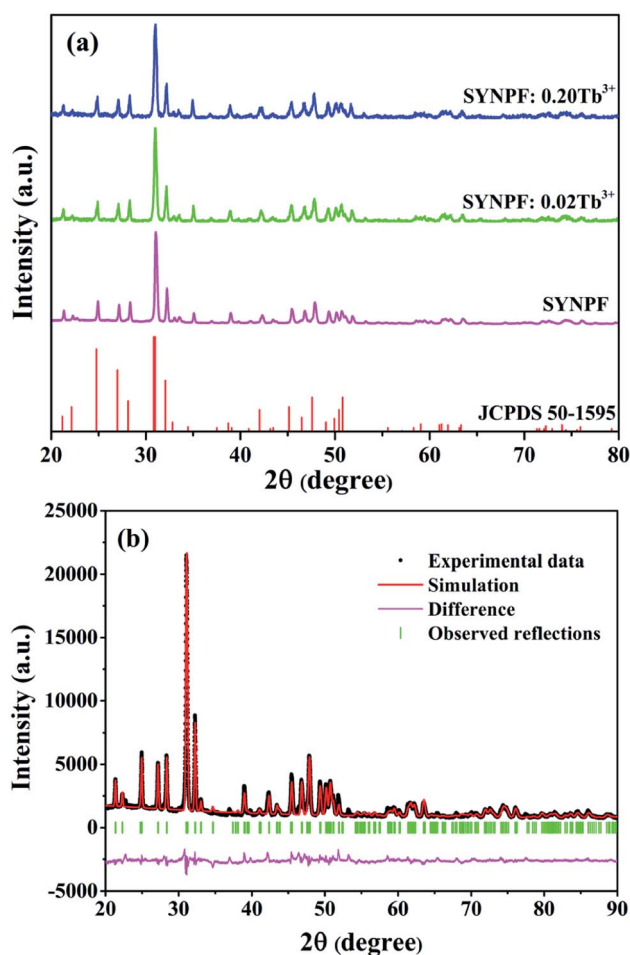 (a)
SYNPF: 0.20Tb³⁺
SYNPF: 0.02Tb³⁺
SYNPF
JCPDS 50-1595
Intensity (a.u.)
20 30 40 50 60 70 80
2θ (degree)
(b)
25000
20000
15000
10000
5000
0
-5000
Experimental data
Simulation
Difference
Observed reflections
Intensity (a.u.)
20 30 40 50 60 70 80 90
2θ (degree)